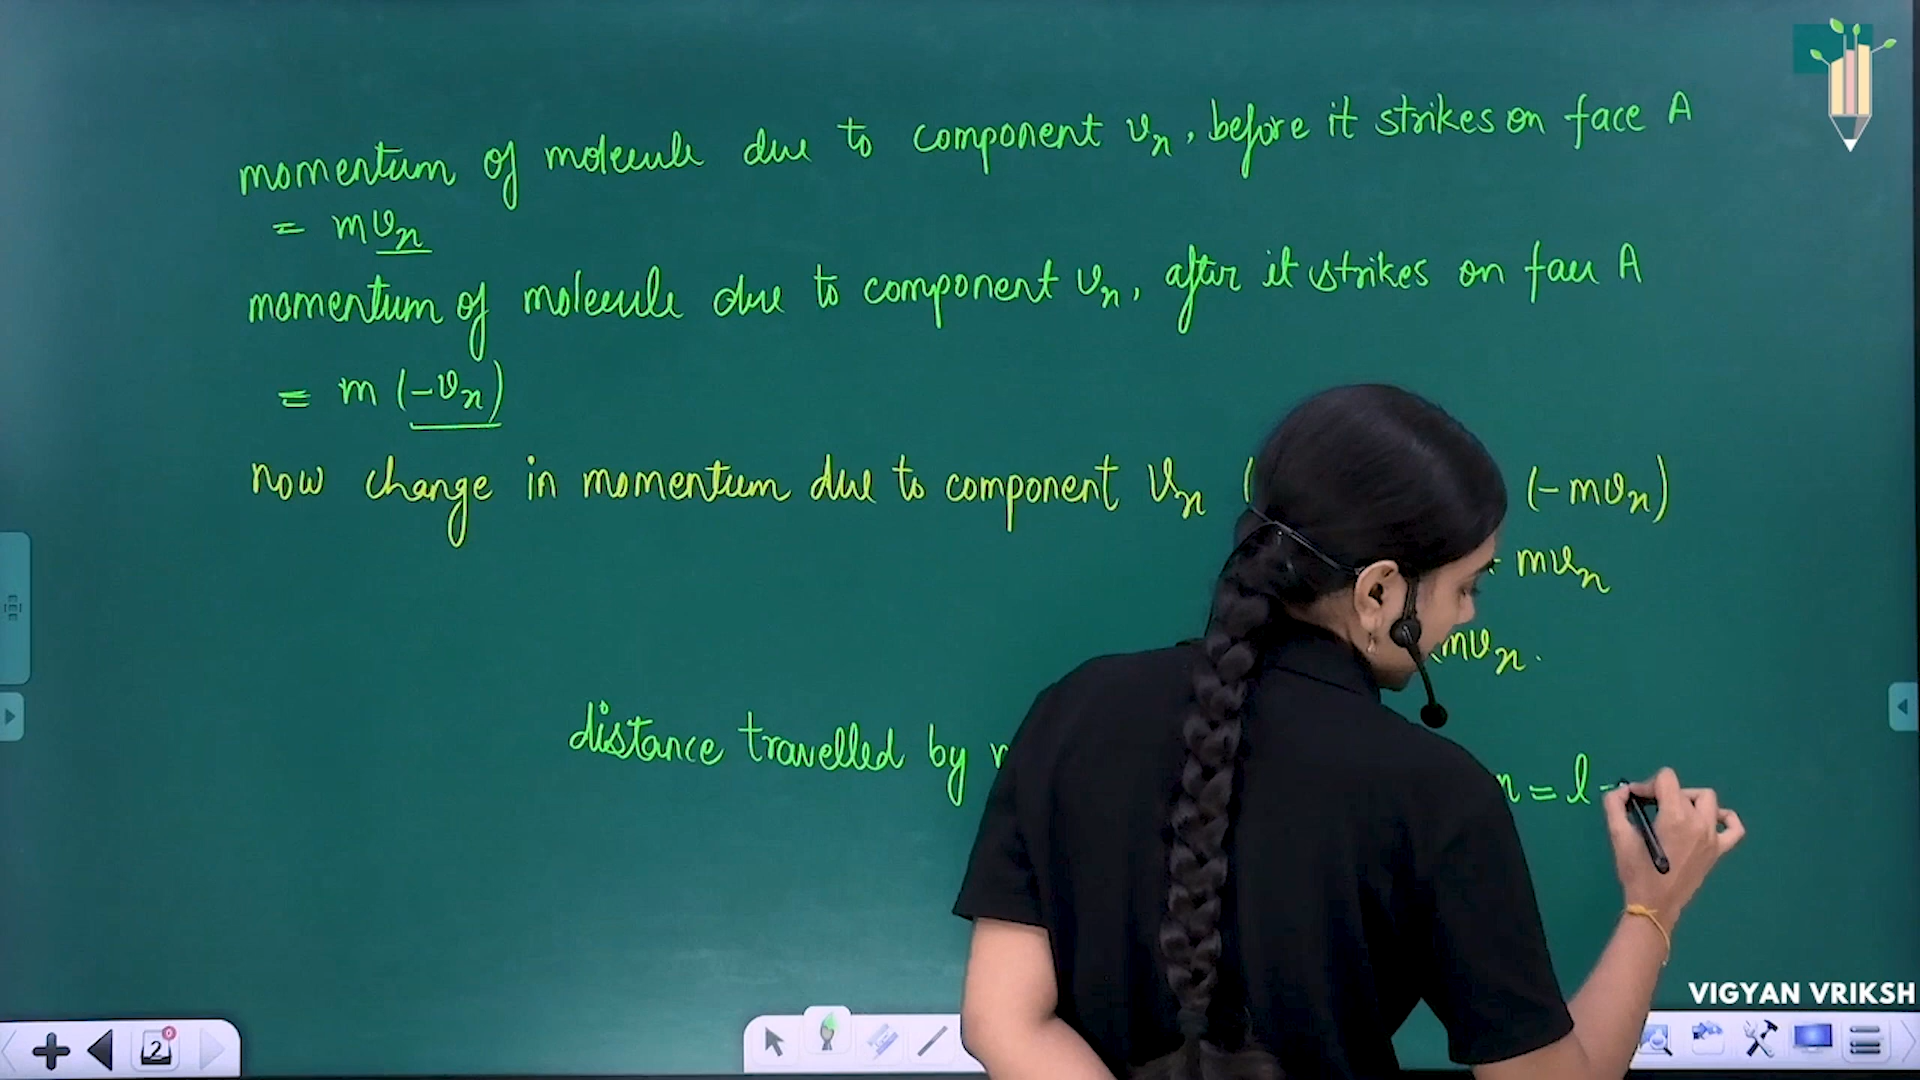 momentum of molecule due to component vx, before it strikes on face A
= mvx
momentum of molecule due to component vx, after it strikes on face A
= m (-vx)
now change in momentum due to component vx ( (-mvx)
mvx
mvx.
distance travelled by = l
2
0
VIGYAN VRIKSH